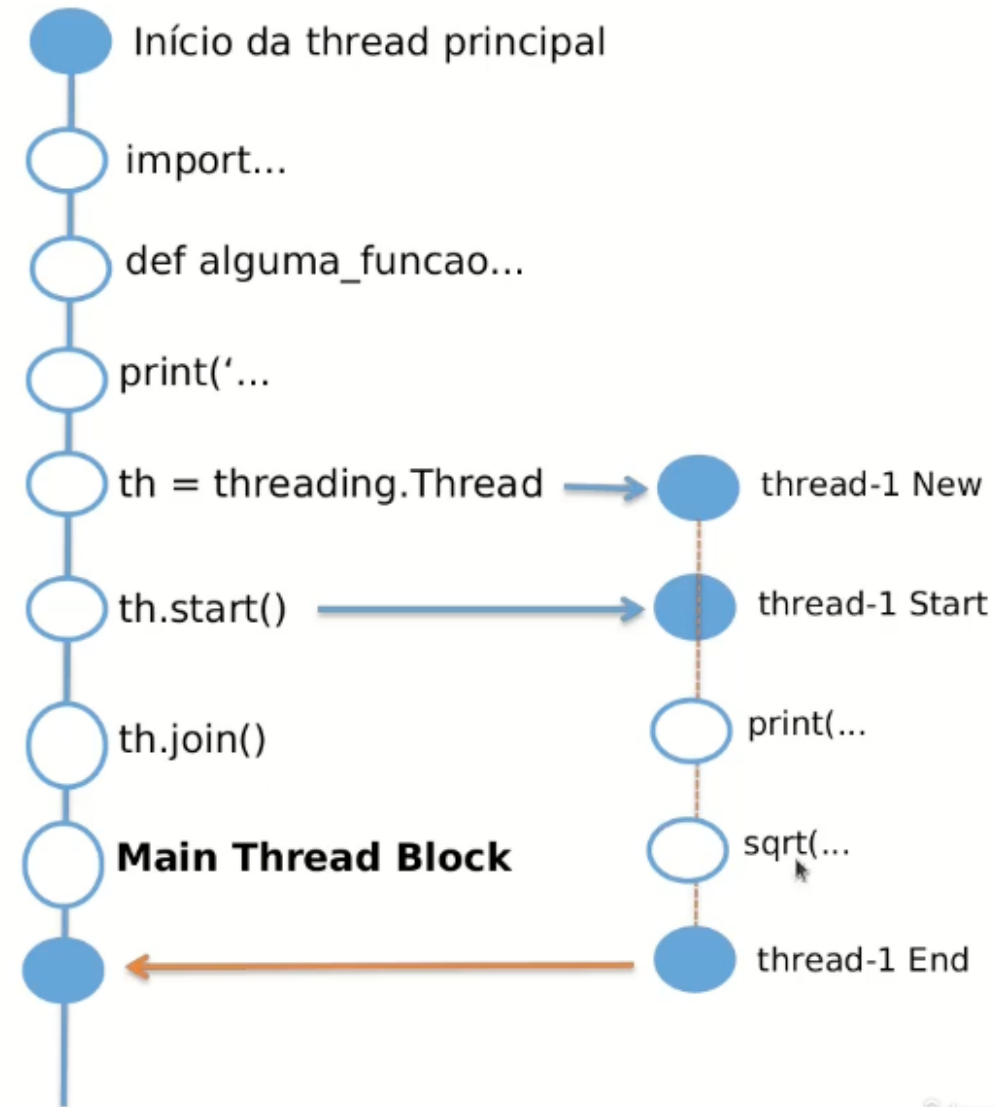 Início da thread principal
import...
def alguma_funcao...
print(‘...
th = threading.Thread
thread-1 New
th.start()
thread-1 Start
th.join()
print(...
Main Thread Block
sqrt(...
thread-1 End